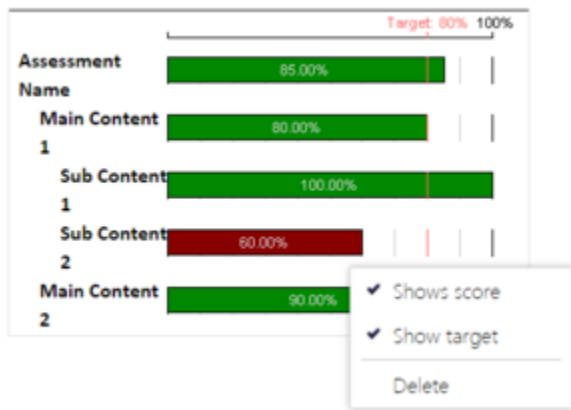 Target: 80% 100%
Assessment
Name
85.00%
Main Content
1
80.00%
Sub Content
1
100.00%
Sub Content
2
60.00%
Main Content
2
90.00%
Shows score
Show target
Delete